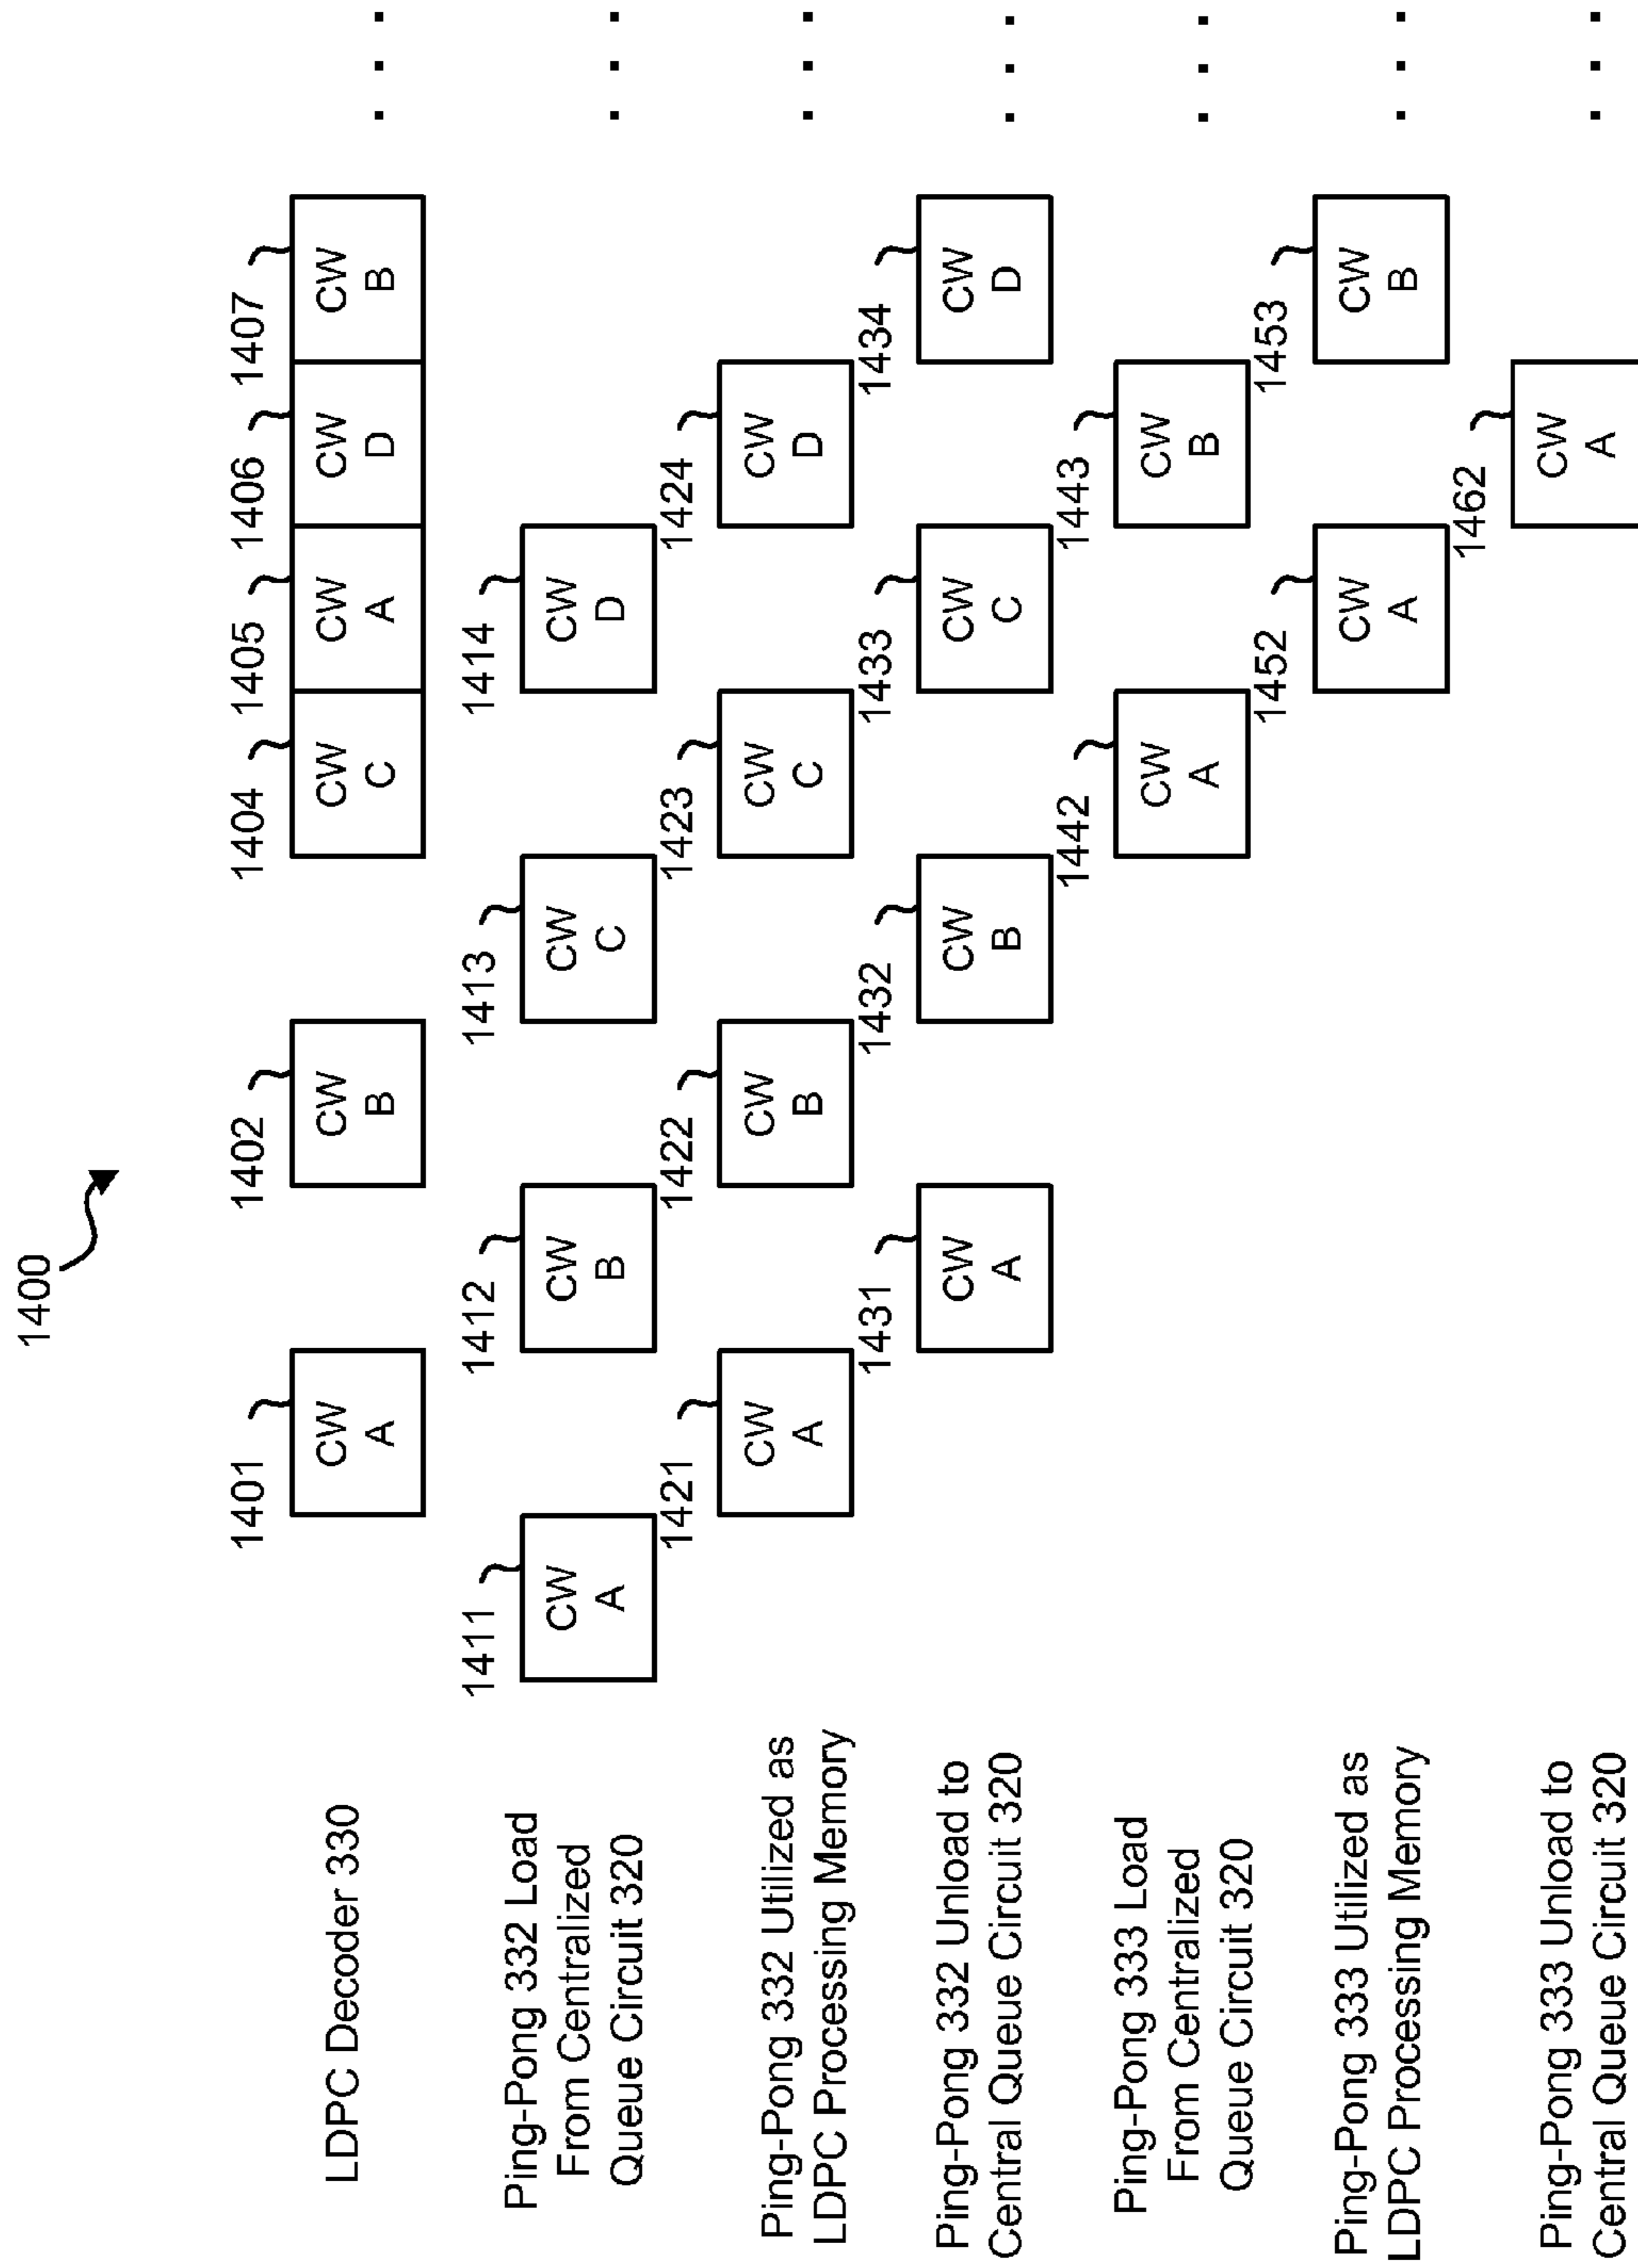 1400
1401 1402 1404 1405 1406 1407
LDPC Decoder 330
CW A
CW B
CW C
CW A
CW D
CW B
. . .
1411 1412 1413 1414
Ping-Pong 332 Load
From Centralized
Queue Circuit 320
CW A
CW B
CW C
CW D
. . .
1421 1422 1423 1424
Ping-Pong 332 Utilized as
LDPC Processing Memory
CW A
CW B
CW C
CW D
. . .
1431 1432 1433 1434
Ping-Pong 332 Unload to
Central Queue Circuit 320
CW A
CW B
CW C
CW D
. . .
1442 1443
Ping-Pong 333 Load
From Centralized
Queue Circuit 320
CW A
CW B
. . .
1452 1453
Ping-Pong 333 Utilized as
LDPC Processing Memory
CW A
CW B
. . .
1462
Ping-Pong 333 Unload to
Central Queue Circuit 320
CW A
. . .